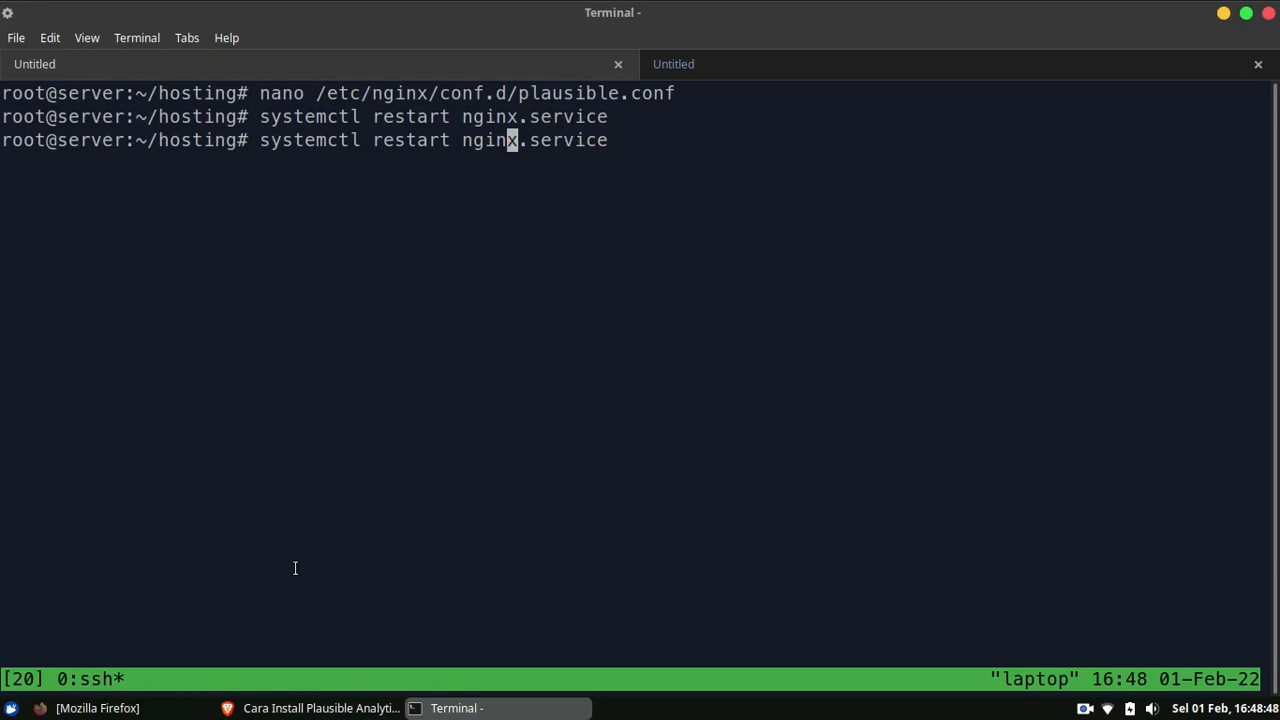 Terminal -
File Edit View Terminal Tabs Help
Untitled
Untitled
root@server:~/hosting# nano /etc/nginx/conf.d/plausible.conf
root@server:~/hosting# systemctl restart nginx.service
root@server:~/hosting# systemctl restart nginx.service
[20] 0:ssh* "laptop" 16:48 01-Feb-22
[Mozilla Firefox] Cara Install Plausible Analyti... Terminal - Sel 01 Feb, 16:48:48